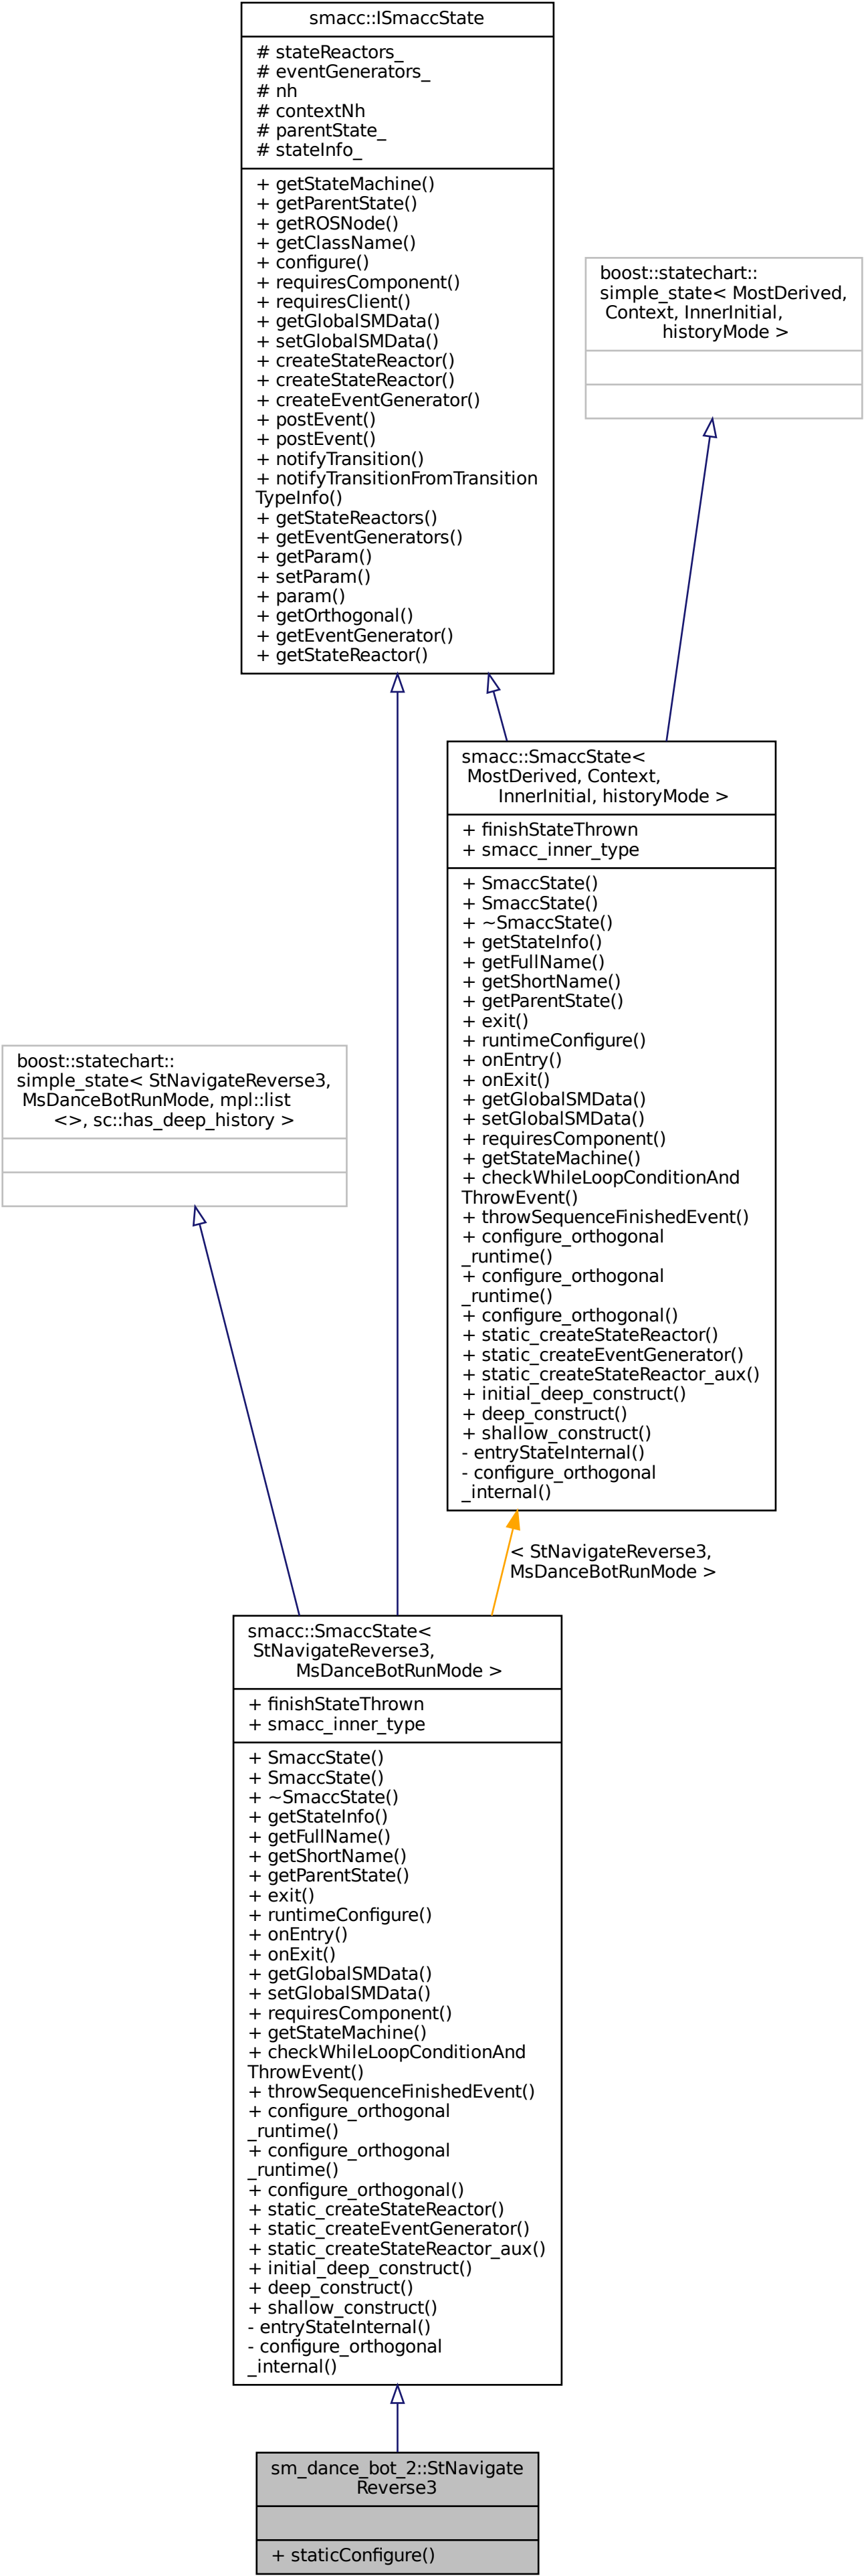 smacc::ISmaccState
# stateReactors_
# eventGenerators_
# nh
# contextNh
# parentState_
# stateInfo_
+ getStateMachine()
+ getParentState()
+ getROSNode()
+ getClassName()
+ configure()
+ requiresComponent()
+ requiresClient()
+ getGlobalSMData()
+ setGlobalSMData()
+ createStateReactor()
+ createStateReactor()
+ createEventGenerator()
+ postEvent()
+ postEvent()
+ notifyTransition()
+ notifyTransitionFromTransition
TypeInfo()
+ getStateReactors()
+ getEventGenerators()
+ getParam()
+ setParam()
+ param()
+ getOrthogonal()
+ getEventGenerator()
+ getStateReactor()
boost::statechart::
simple_state< MostDerived,
Context, InnerInitial,
historyMode >
smacc::SmaccState<
MostDerived, Context,
InnerInitial, historyMode >
+ finishStateThrown
+ smacc_inner_type
+ SmaccState()
+ SmaccState()
+ ~SmaccState()
+ getStateInfo()
+ getFullName()
+ getShortName()
+ getParentState()
+ exit()
+ runtimeConfigure()
+ onEntry()
+ onExit()
+ getGlobalSMData()
+ setGlobalSMData()
+ requiresComponent()
+ getStateMachine()
+ checkWhileLoopConditionAnd
ThrowEvent()
+ throwSequenceFinishedEvent()
+ configure_orthogonal
_runtime()
+ configure_orthogonal
_runtime()
+ configure_orthogonal()
+ static_createStateReactor()
+ static_createEventGenerator()
+ static_createStateReactor_aux()
+ initial_deep_construct()
+ deep_construct()
+ shallow_construct()
- entryStateInternal()
- configure_orthogonal
_internal()
boost::statechart::
simple_state< StNavigateReverse3,
MsDanceBotRunMode, mpl::list
<>, sc::has_deep_history >
< StNavigateReverse3,
MsDanceBotRunMode >
smacc::SmaccState<
StNavigateReverse3,
MsDanceBotRunMode >
+ finishStateThrown
+ smacc_inner_type
+ SmaccState()
+ SmaccState()
+ ~SmaccState()
+ getStateInfo()
+ getFullName()
+ getShortName()
+ getParentState()
+ exit()
+ runtimeConfigure()
+ onEntry()
+ onExit()
+ getGlobalSMData()
+ setGlobalSMData()
+ requiresComponent()
+ getStateMachine()
+ checkWhileLoopConditionAnd
ThrowEvent()
+ throwSequenceFinishedEvent()
+ configure_orthogonal
_runtime()
+ configure_orthogonal
_runtime()
+ configure_orthogonal()
+ static_createStateReactor()
+ static_createEventGenerator()
+ static_createStateReactor_aux()
+ initial_deep_construct()
+ deep_construct()
+ shallow_construct()
- entryStateInternal()
- configure_orthogonal
_internal()
sm_dance_bot_2::StNavigate
Reverse3
+ staticConfigure()